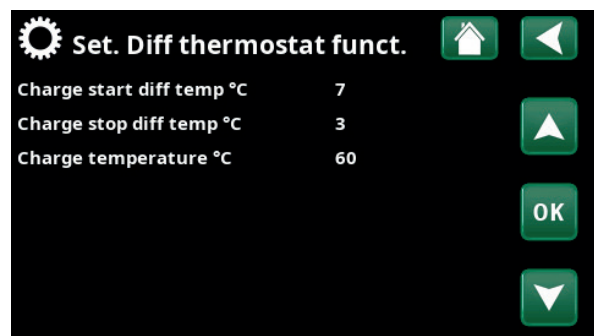 Set. Diff thermostat funct.
Charge start diff temp °C 7
Charge stop diff temp °C 3
Charge temperature °C 60
OK